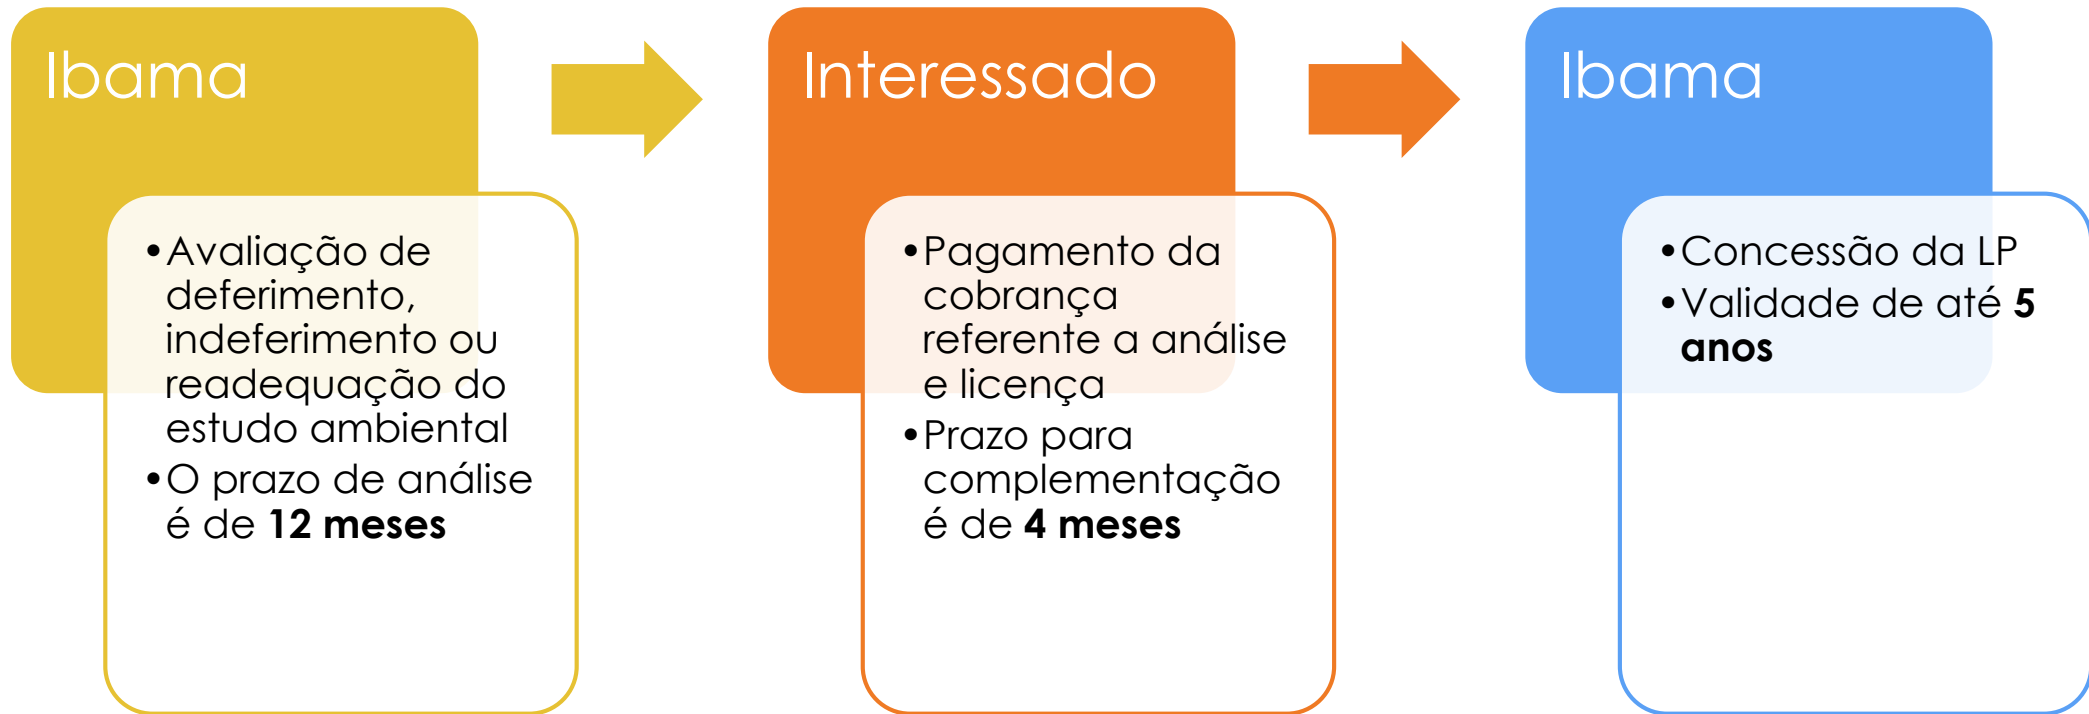 Ibama
•Avaliação de
deferimento,
indeferimento ou
readequação do
estudo ambiental
•O prazo de análise
é de 12 meses
Interessado
•Pagamento da
cobrança
referente a análise
e licença
•Prazo para
complementação
é de 4 meses
Ibama
•Concessão da LP
•Validade de até 5
anos